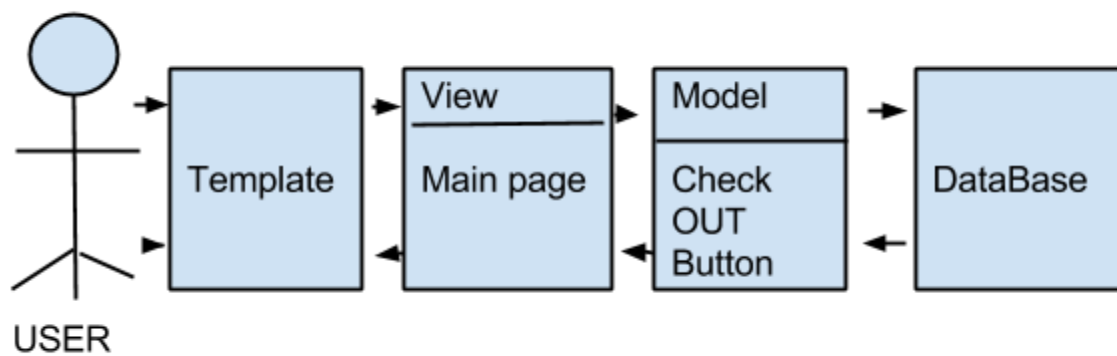 View
Model
Template
Main page
Check
OUT
Button
DataBase
USER